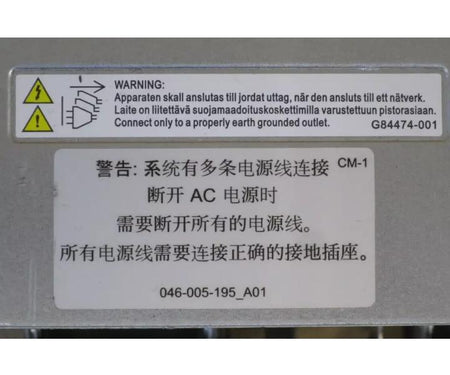 WARNING:
Apparaten skall anslutas till jordat uttag, när den ansluts till ett nätverk.
Laite on liitettävä suojamaadoituskoskettimilla varustettuun pistorasiaan.
Connect only to a properly earth grounded outlet. G84474-001
警告: 系统有多条电源线连接 CM-1
断开 AC 电源时
需要断开所有的电源线。
所有电源线需要连接正确的接地插座。
046-005-195_A01